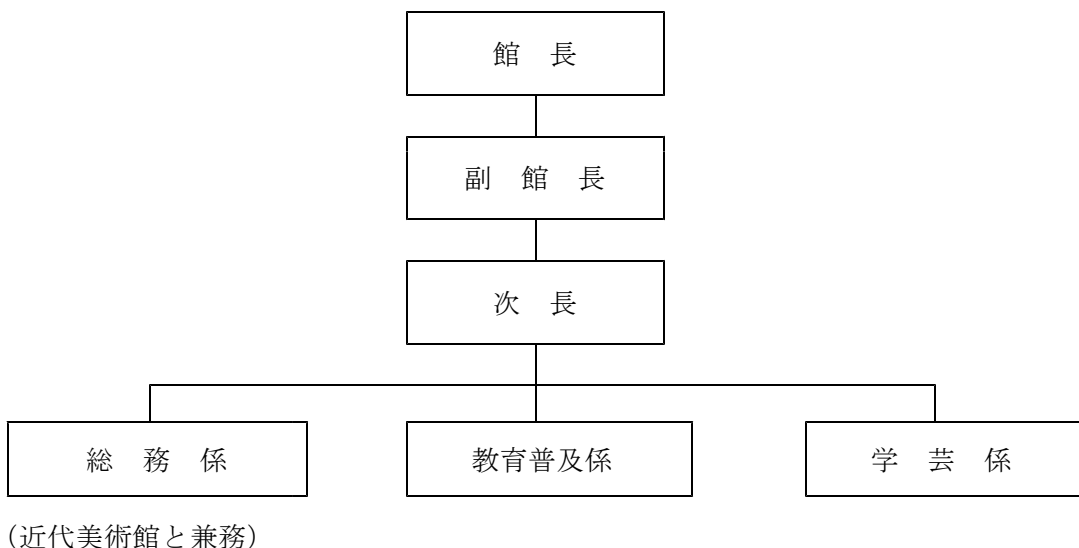 館　長
副　館　長
次　長
総　務　係
教育普及係
学　芸　係
(近代美術館と兼務)